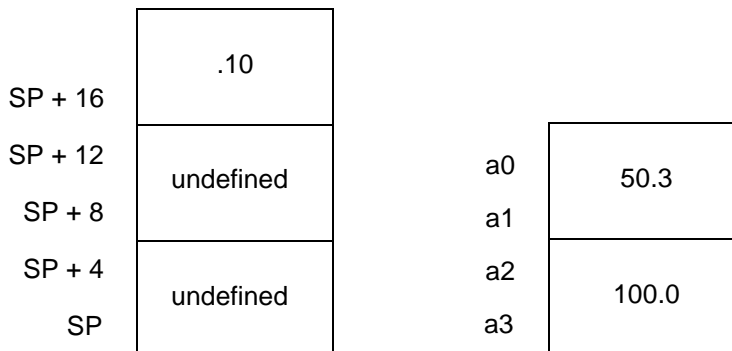 .10
SP + 16
SP + 12
undefined
SP + 8
SP + 4
undefined
SP
a0
50.3
a1
a2
100.0
a3